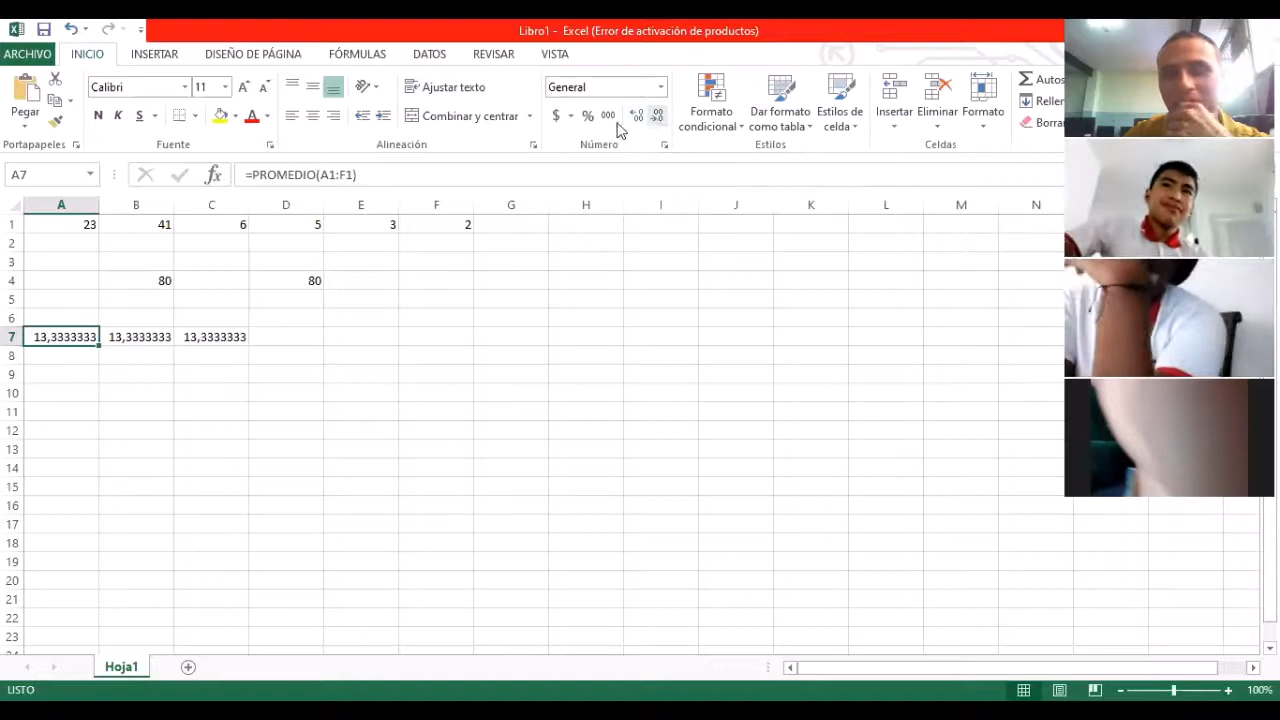 Libro1 - Excel (Error de activación de productos)
ARCHIVO INICIO INSERTAR DISEÑO DE PÁGINA FÓRMULAS DATOS REVISAR VISTA
Pegar
Calibri 11
N K S A
Ajustar texto
Combinar y centrar
General
$ % 000
Formato condicional
Dar formato como tabla
Estilos de celda
Insertar
Eliminar
Formato
Autos
Rellen
Borra
Portapapeles Fuente Alineación Número Estilos Celdas
A7 fx =PROMEDIO(A1:F1)
A B C D E F G H I J K L M N
1 23 41 6 5 3 2
2
3
4 80 80
5
6
7 13,3333333 13,3333333 13,3333333
8
9
10
11
12
13
14
15
16
17
18
19
20
21
22
23
Hoja1
LISTO 100%